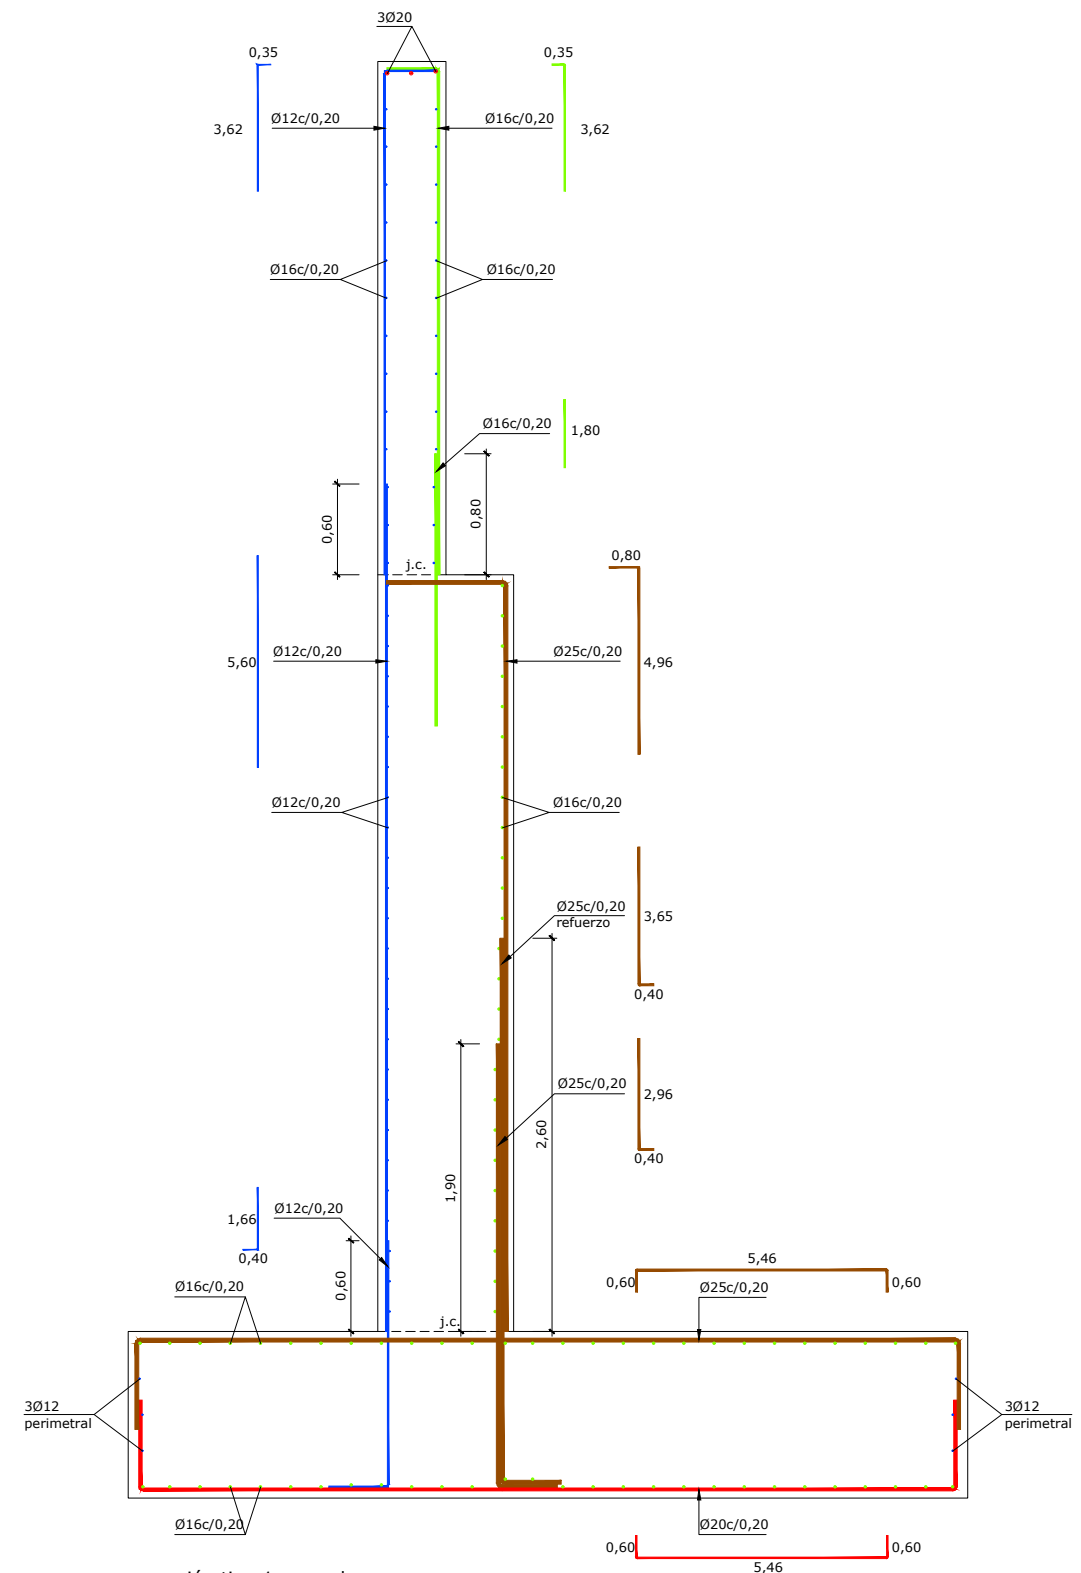 3Ø20
0,35
0,35
3,62
Ø12c/0,20
Ø16c/0,20
3,62
Ø16c/0,20
Ø16c/0,20
Ø16c/0,20
1,80
0,60
0,80
j.c.
0,80
5,60
Ø12c/0,20
Ø25c/0,20
4,96
Ø12c/0,20
Ø16c/0,20
Ø25c/0,20
refuerzo
3,65
0,40
Ø25c/0,20
2,96
2,60
0,40
1,90
1,66
Ø12c/0,20
0,40
0,60
5,46
Ø16c/0,20
0,60
Ø25c/0,20
0,60
j.c.
3Ø12
perimetral
3Ø12
perimetral
Ø16c/0,20
Ø20c/0,20
0,60
0,60
5,46